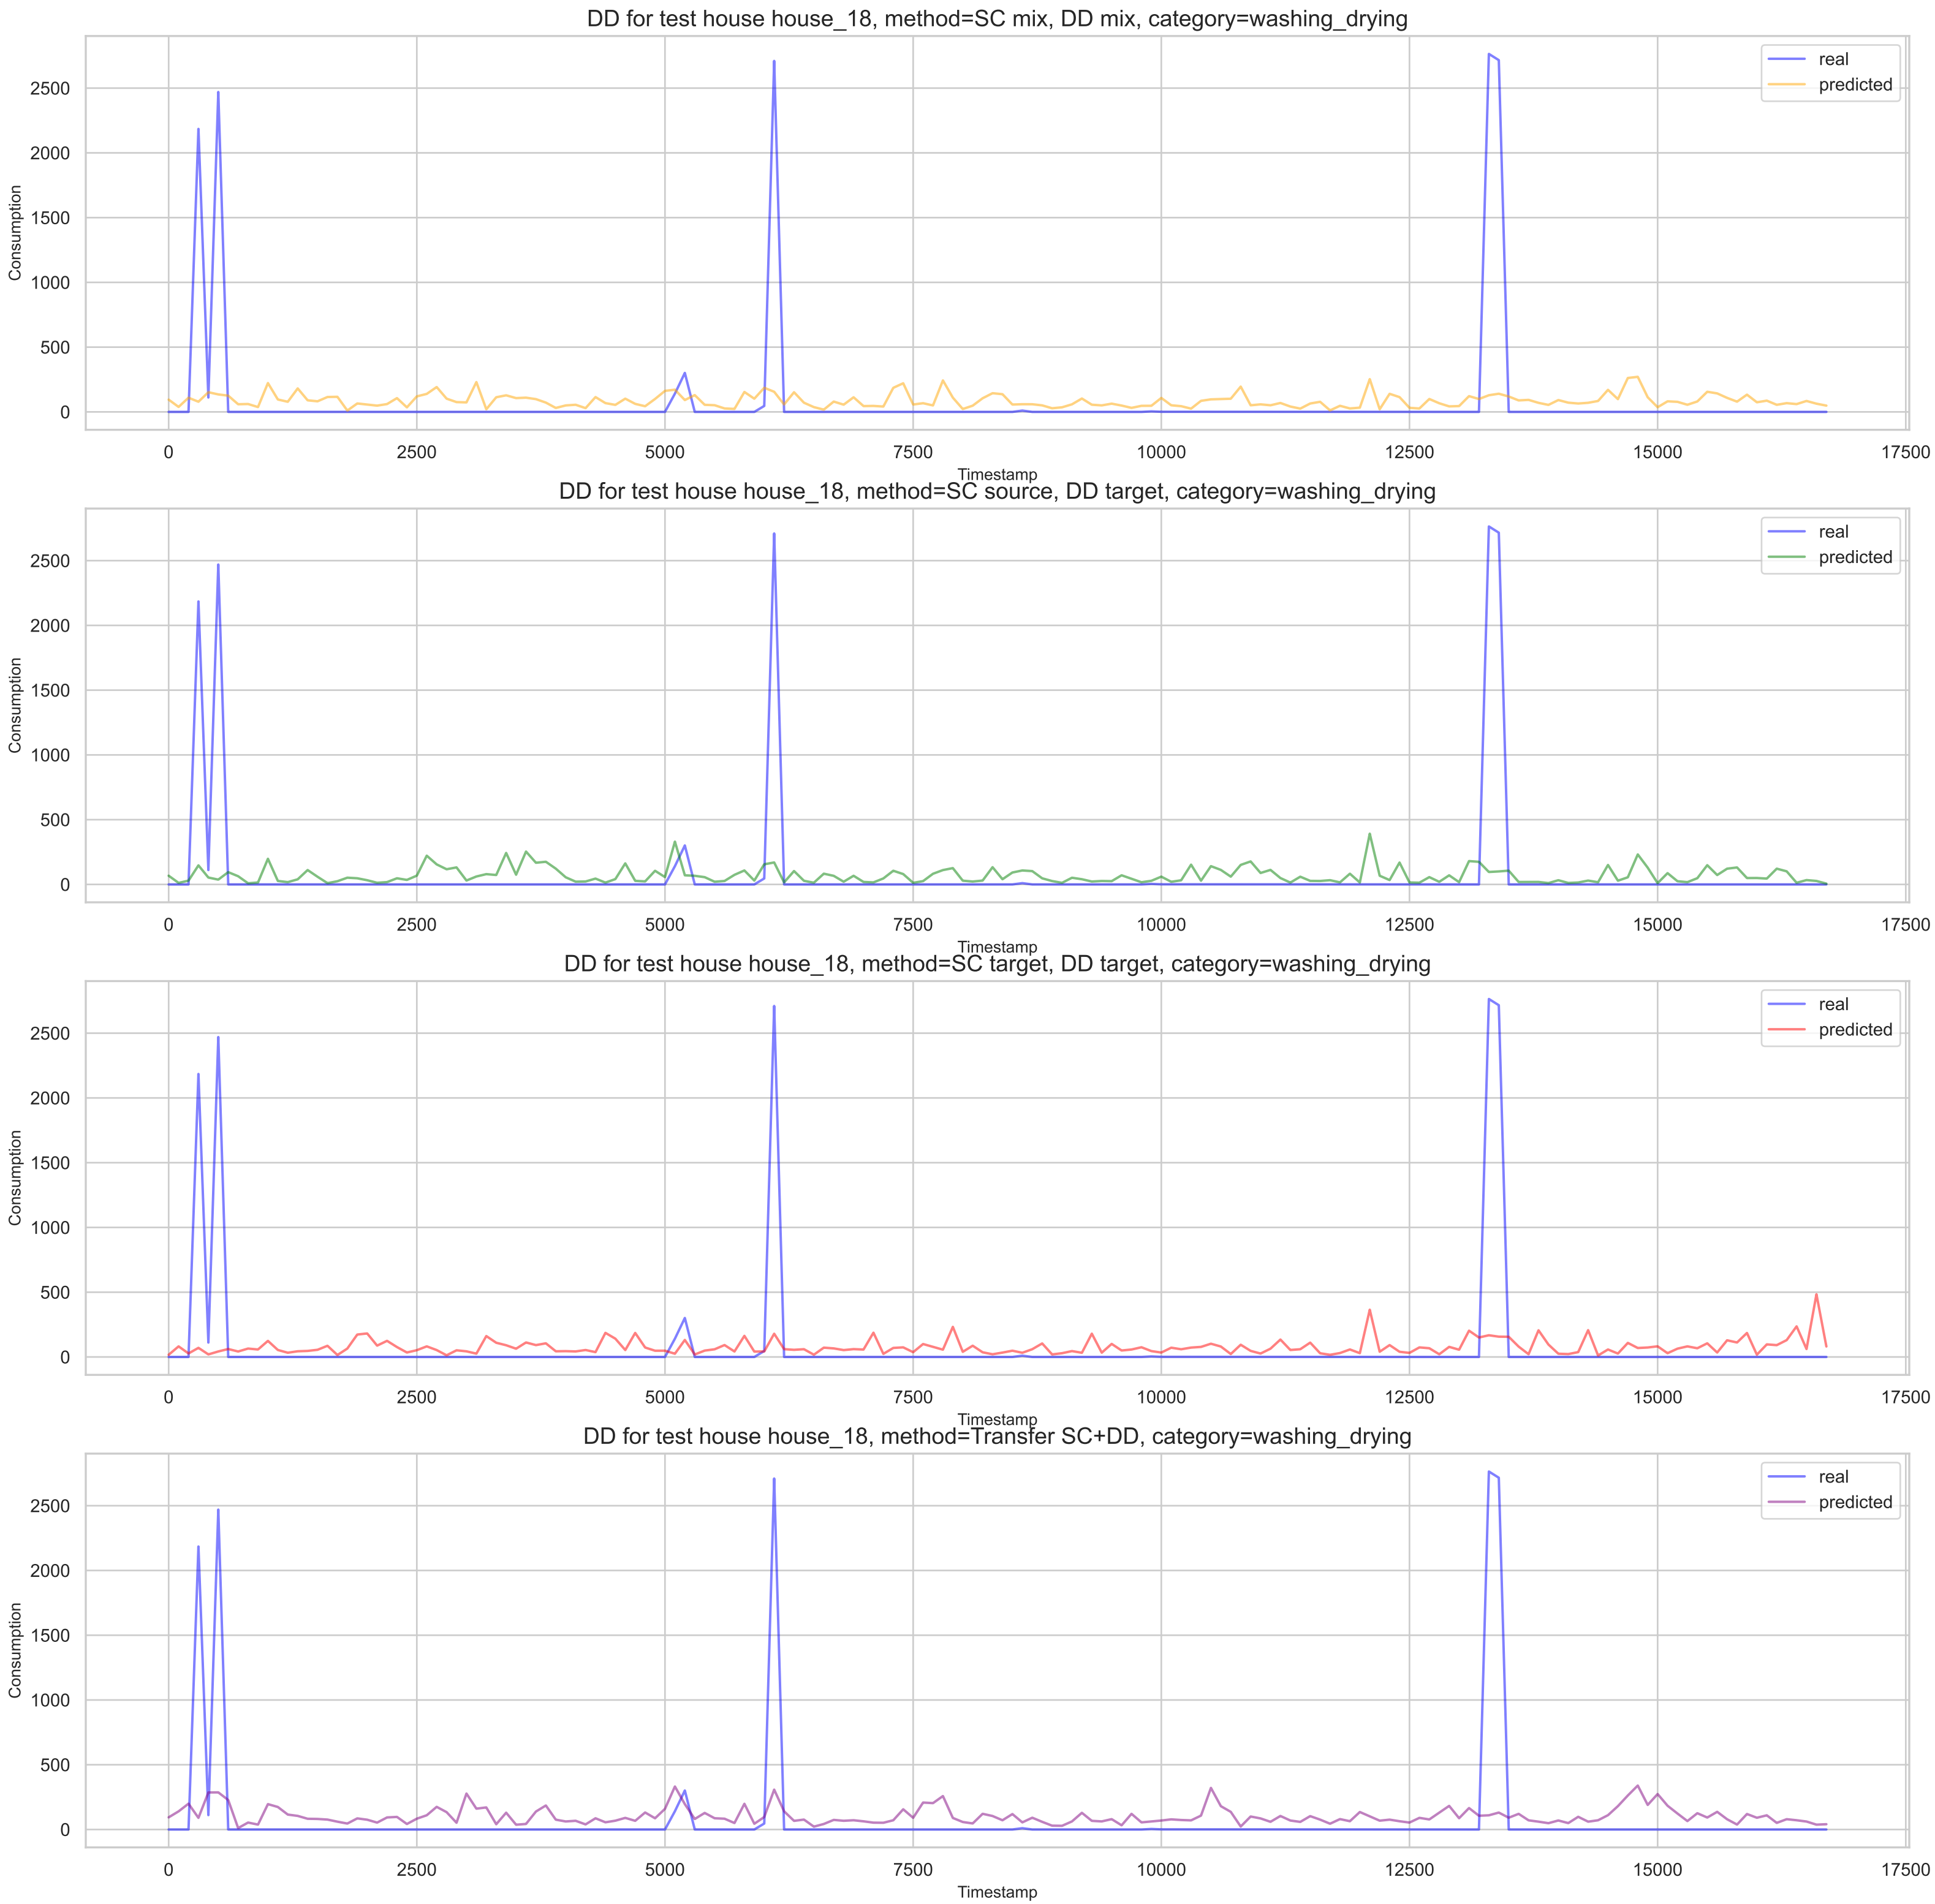 DD for test house house_18, method=SC mix, DD mix, category=washing_drying
real
predicted
Consumption
2500
2000
1500
1000
500
0
0 2500 5000 7500 10000 12500 15000 17500
Timestamp
DD for test house house_18, method=SC source, DD target, category=washing_drying
real
predicted
Consumption
2500
2000
1500
1000
500
0
0 2500 5000 7500 10000 12500 15000 17500
Timestamp
DD for test house house_18, method=SC target, DD target, category=washing_drying
real
predicted
Consumption
2500
2000
1500
1000
500
0
0 2500 5000 7500 10000 12500 15000 17500
Timestamp
DD for test house house_18, method=Transfer SC+DD, category=washing_drying
real
predicted
Consumption
2500
2000
1500
1000
500
0
0 2500 5000 7500 10000 12500 15000 17500
Timestamp